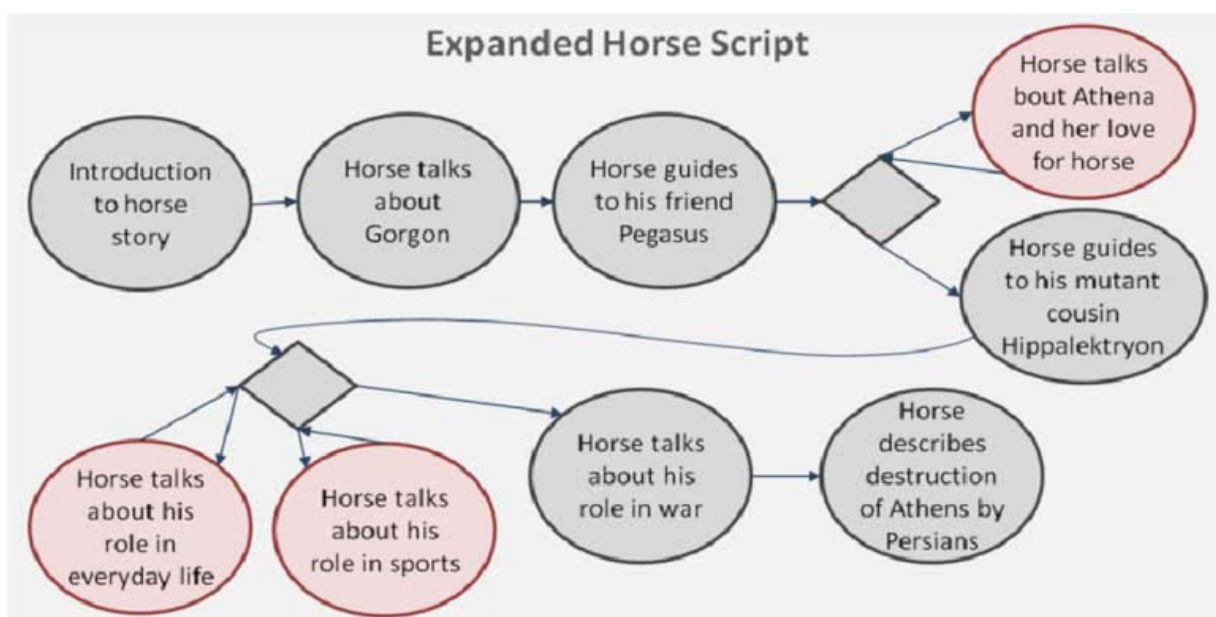 Expanded Horse Script
Introduction
to horse
story
Horse talks
about
Gorgon
Horse guides
to his friend
Pegasus
Horse talks
bout Athena
and her love
for horse
Horse guides
to his mutant
cousin
Hippalektryon
Horse talks
about his
role in
everyday life
Horse talks
about his
role in sports
Horse talks
about his
role in war
Horse
describes
destruction
of Athens by
Persians